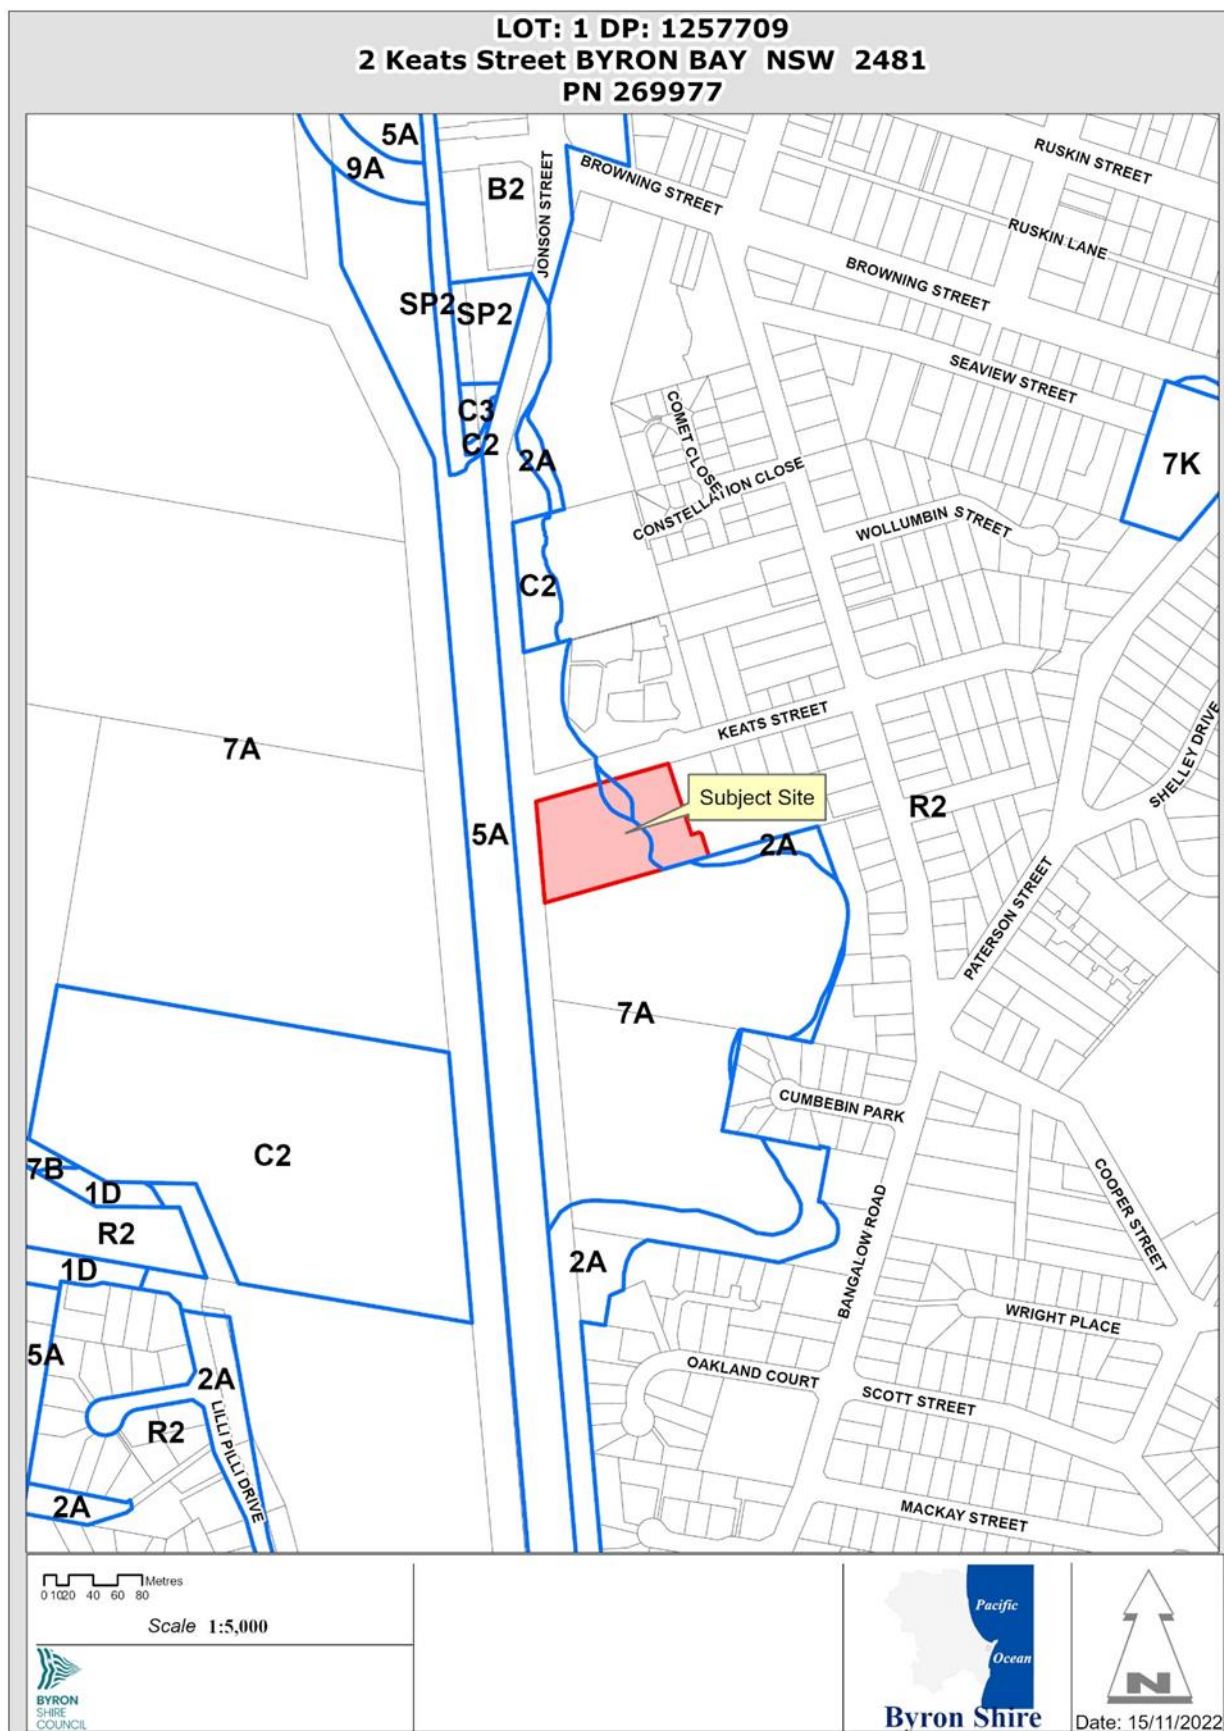 LOT: 1 DP: 1257709
2 Keats Street BYRON BAY NSW 2481
PN 269977
5A
9A
B2
JONSON STREET
BROWNING STREET
RUSKIN STREET
RUSKIN LANE
BROWNING STREET
SP2
SP2
SEAVIEW STREET
C3
C2
2A
COMET CLOSE
CONSTELLATION CLOSE
7K
WOLLUMBIN STREET
C2
KEATS STREET
SHELLEY DRIVE
7A
Subject Site
R2
5A
2A
PATERSON STREET
7A
CUMBEBIN PARK
C2
7B
1D
R2
COOPER STREET
BANGALOW ROAD
1D
2A
WRIGHT PLACE
5A
2A
OAKLAND COURT
SCOTT STREET
R2
LILLI PILLI DRIVE
2A
MACKAY STREET
Metres
0 10 20 40 60 80
Scale 1:5,000
BYRON
SHIRE
COUNCIL
Pacific
Ocean
Byron Shire
N
Date: 15/11/2022